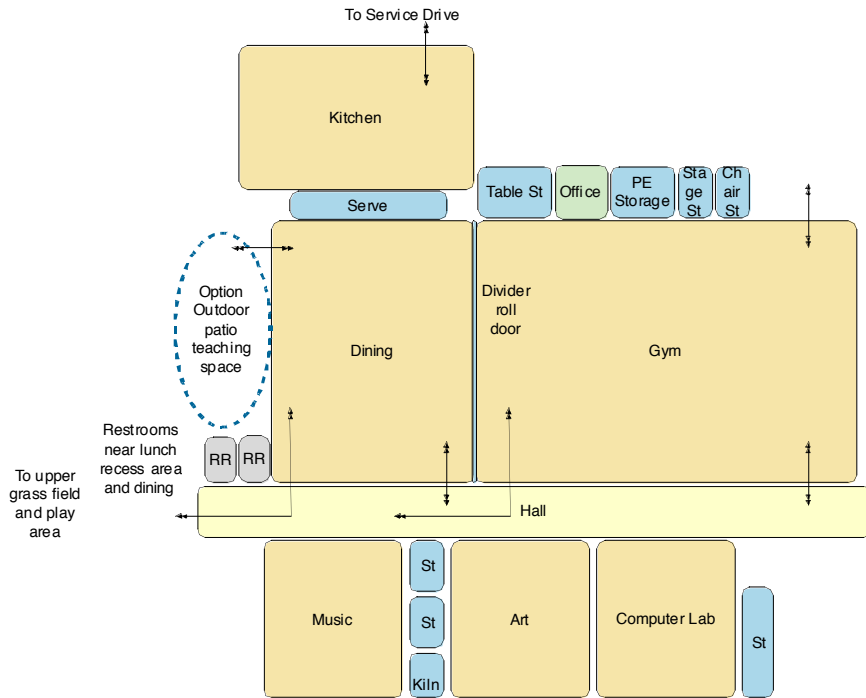 To Service Drive
Kitchen
Table St
Office
PE
Storage
Sta
ge
St
Ch
air
St
Serve
Option
Outdoor
patio
teaching
space
Divider
roll
door
Dining
Gym
Restrooms
near lunch
recess area
and dining
RR
RR
To upper
grass field
and play
area
Hall
St
Music
St
Art
Computer Lab
St
Kiln